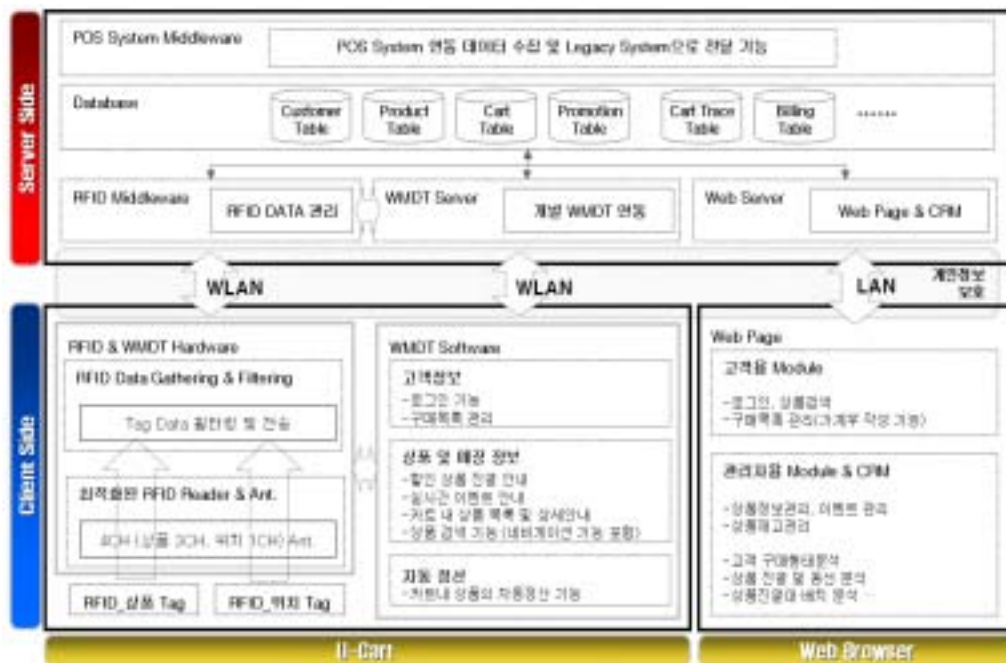 Server Side
POS System Middleware
POS System 연동 데이터 수집 및 Legacy System으로 전달 기능
Database
Customer Table
Product Table
Cart Table
Promotion Table
Cart Trace Table
Billing Table
......
RFID Middleware
RFID DATA 관리
WMDT Server
개별 WMDT 연동
Web Server
Web Page & CRM
WLAN
WLAN
LAN
개인정보
보호
Client Side
RFID & WMDT Hardware
RFID Data Gathering & Filtering
Tag Data 필터링 및 전송
최적화된 RFID Reader & Ant.
4CH (상품 3CH, 위치 1CH) Ant.
RFID_상품 Tag
RFID_위치 Tag
WMDT Software
고객정보
-로그인 기능
-구매목록 관리
상품 및 매장 정보
-할인 상품 진열 안내
-실시간 이벤트 안내
-카트 내 상품 목록 및 상세안내
-상품 검색 기능 (네비게이션 기능 포함)
자동 정산
-카트내 상품의 자동정산 기능
Web Page
고객용 Module
-로그인, 상품검색
-구매목록 관리(가계부 작성 기능)
관리자용 Module & CRM
-상품정보관리, 이벤트 관리
-상품재고관리
-고객 구매형태분석
-상품 진열 및 동선 분석
-상품진열대 배치 분석 ...
U-Cart
Web Browser